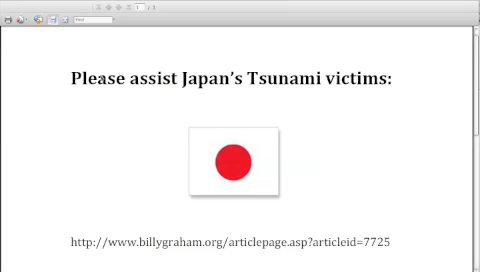 Please assist Japan's Tsunami victims:
http://www.billygraham.org/articlepage.asp?articleid=7725